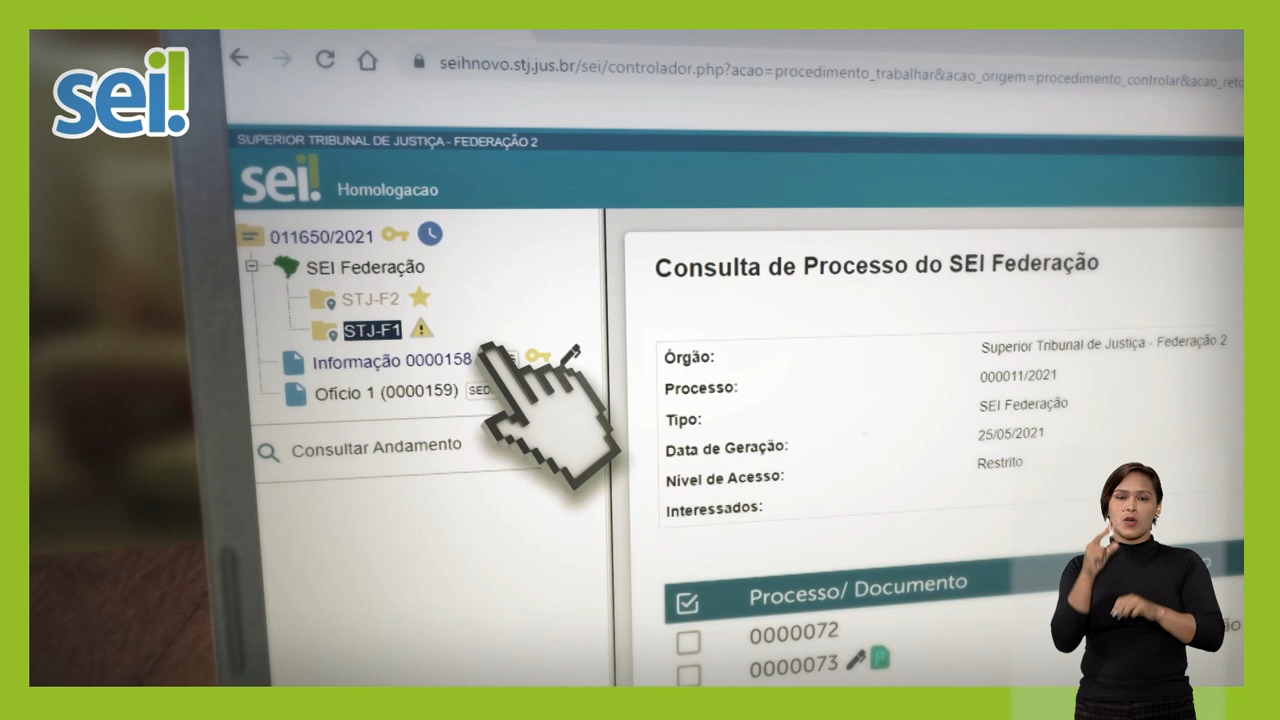 sei!
seihnovo.stj.jus.br/sei/controlador.php?acao=procedimento_trabalhar&acao_origem=procedimento_controlar&acao_reto
SUPERIOR TRIBUNAL DE JUSTIÇA - FEDERAÇÃO 2
sei! Homologacao
011650/2021
SEI Federação
STJ-F2
STJ-F1
Informação 0000158
Ofício 1 (0000159) SED
Consultar Andamento
Consulta de Processo do SEI Federação
Órgão: Superior Tribunal de Justiça - Federação 2
Processo: 000011/2021
Tipo: SEI Federação
Data de Geração: 25/05/2021
Nível de Acesso: Restrito
Interessados:
Processo/ Documento
0000072
0000073 P